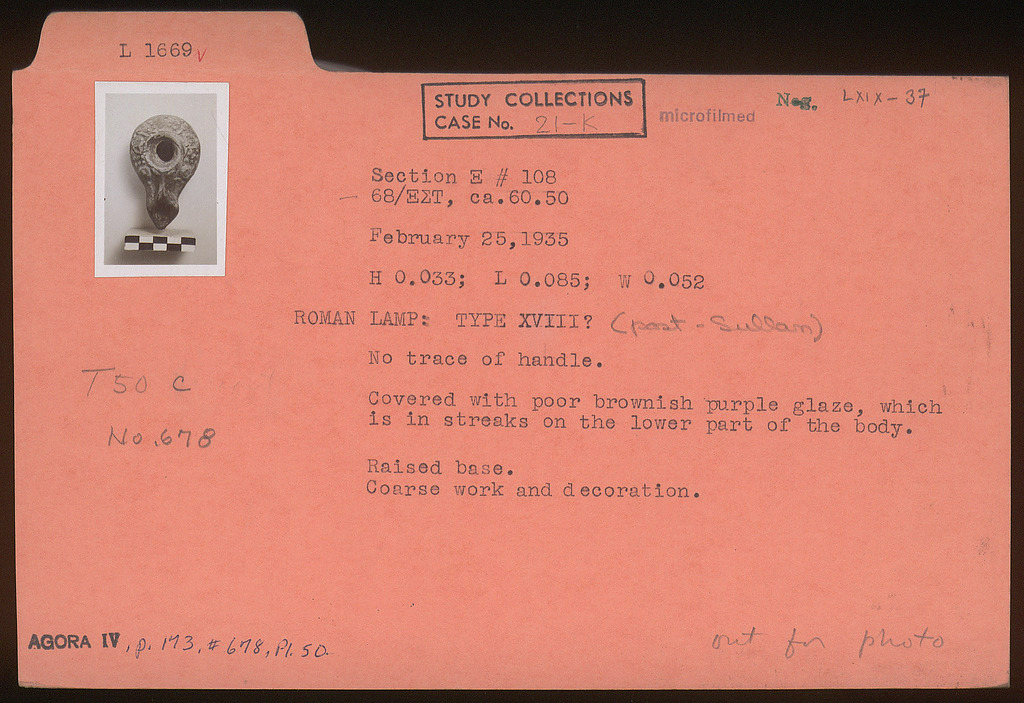 L 1669 v
STUDY COLLECTIONS
CASE No. 21-K
microfilmed
Neg. LXIX-37
Section Ξ # 108
— 68/ΞΣΤ, ca.60.50
February 25,1935
H 0.033; L 0.085; W 0.052
ROMAN LAMP: TYPE XVIII? (post-Sullan)
No trace of handle.
T50 C
No. 678
Covered with poor brownish purple glaze, which
is in streaks on the lower part of the body.
Raised base.
Coarse work and decoration.
AGORA IV, p. 173, #678, Pl. 50.
out for photo